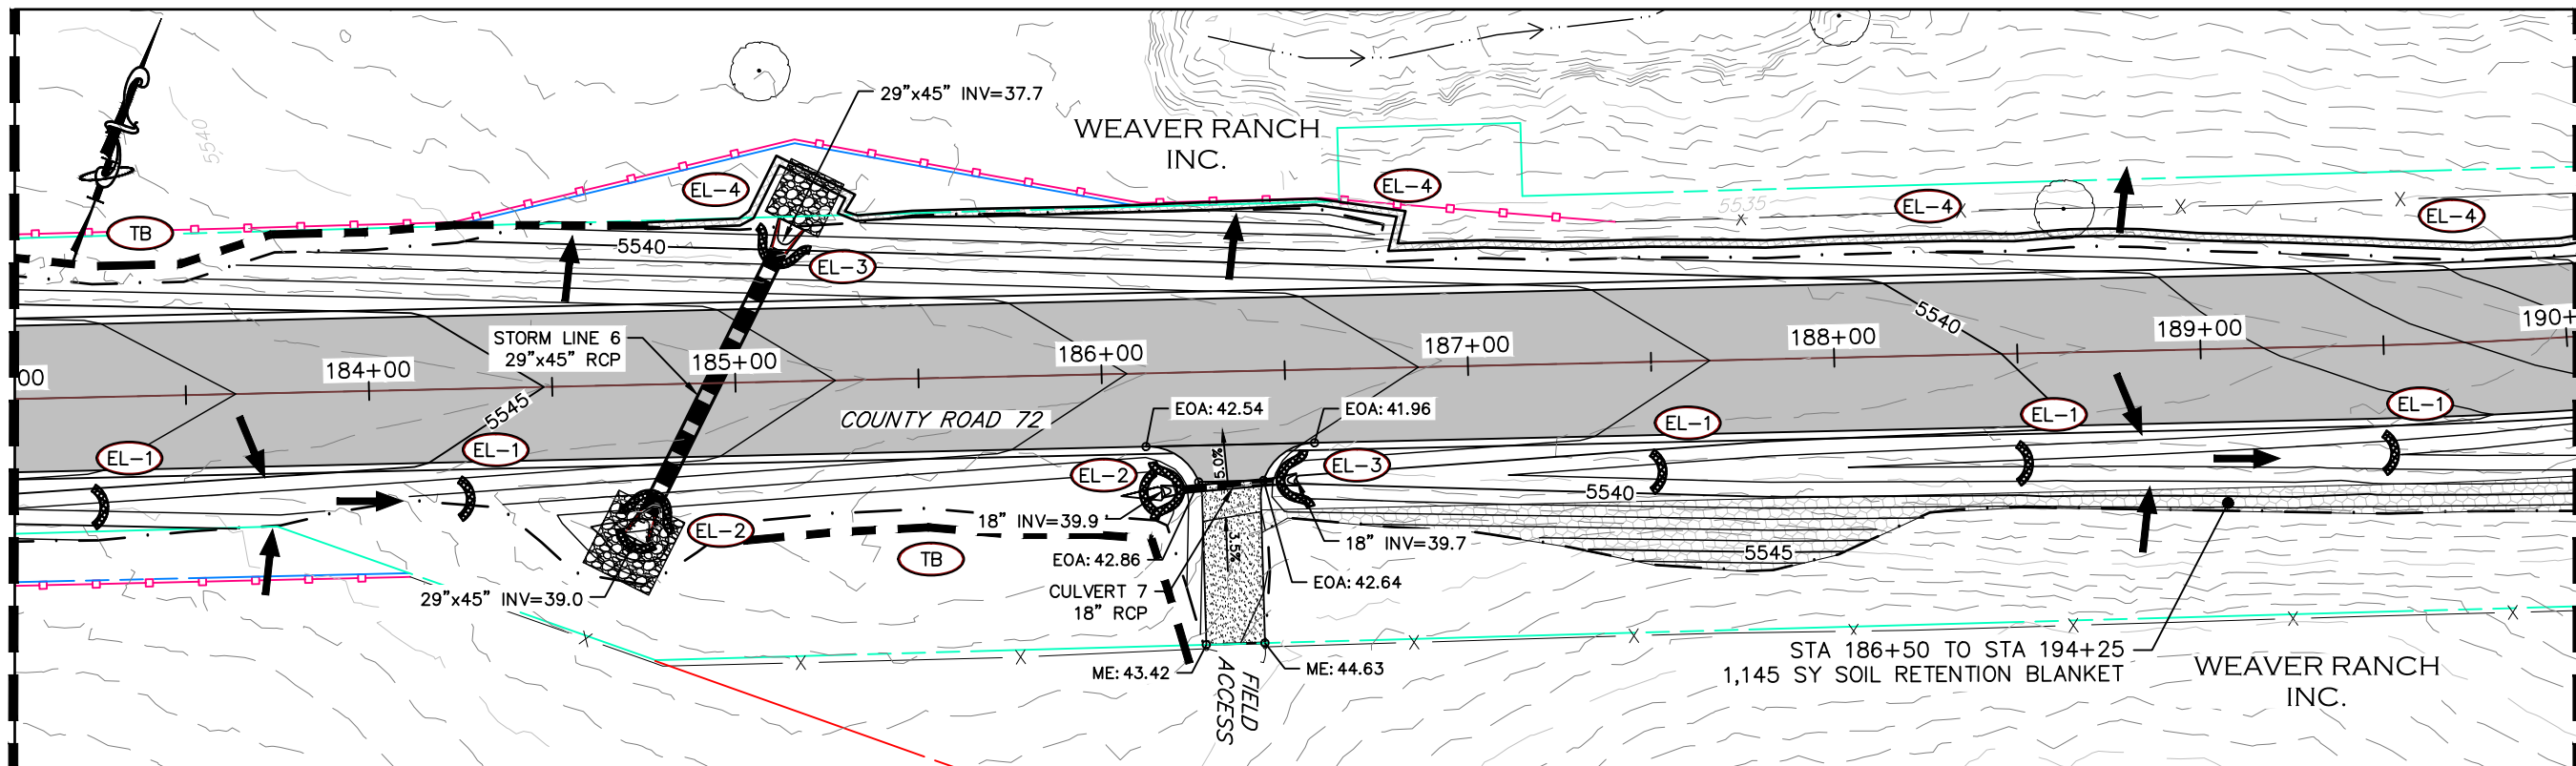 29"x45" INV=37.7
WEAVER RANCH
INC.
5540
EL-4
EL-4
EL-4
EL-4
5535
TB
5540
EL-3
STORM LINE 6
29"x45" RCP
00
184+00
185+00
186+00
187+00
188+00
189+00
190+
5540
5545
COUNTY ROAD 72
EOA: 42.54
EOA: 41.96
EL-1
EL-1
EL-1
EL-1
EL-1
EL-2
EL-3
5.0%
5540
18" INV=39.9
EL-2
TB
3.5%
18" INV=39.7
5545
EOA: 42.86
EOA: 42.64
CULVERT 7
18" RCP
29"x45" INV=39.0
ME: 43.42
ME: 44.63
FIELD
ACCESS
STA 186+50 TO STA 194+25
1,145 SY SOIL RETENTION BLANKET
WEAVER RANCH
INC.
X
X
X
X
X
X
X
X
X
X
X
X
X